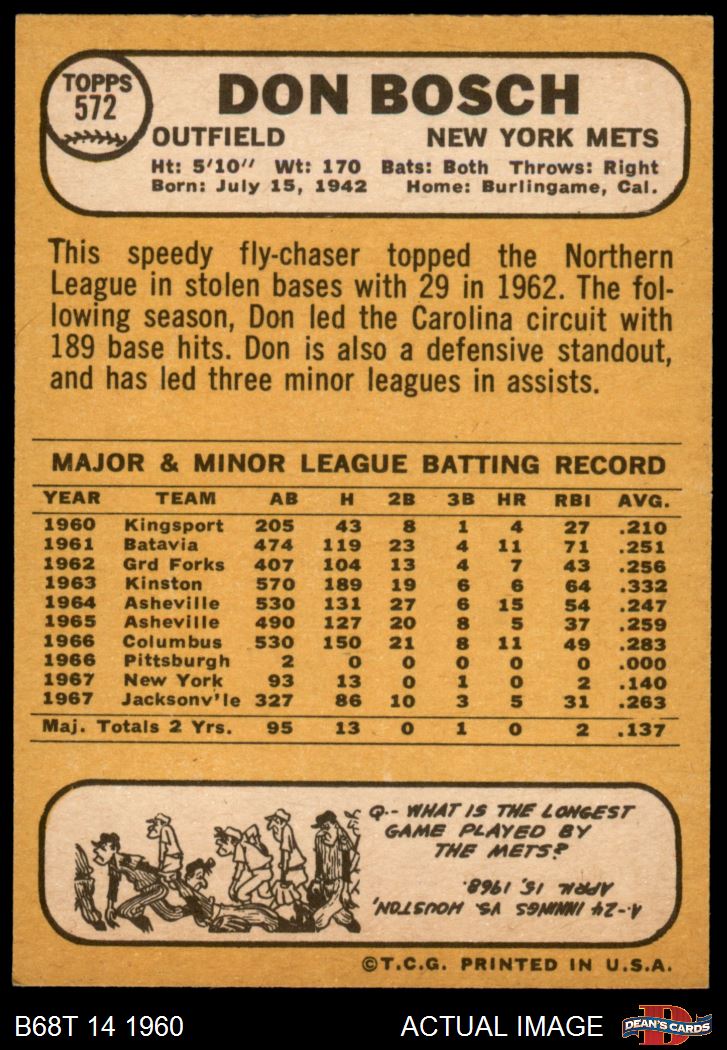 TOPPS
572
DON BOSCH
OUTFIELD NEW YORK METS
Ht: 5'10" Wt: 170 Bats: Both Throws: Right
Born: July 15, 1942 Home: Burlingame, Cal.
This speedy fly-chaser topped the Northern
League in stolen bases with 29 in 1962. The fol-
lowing season, Don led the Carolina circuit with
189 base hits. Don is also a defensive standout,
and has led three minor leagues in assists.
MAJOR & MINOR LEAGUE BATTING RECORD
YEAR TEAM AB H 2B 3B HR RBI AVG.
1960 Kingsport 205 43 8 1 4 27 .210
1961 Batavia 474 119 23 4 11 71 .251
1962 Grd Forks 407 104 13 4 7 43 .256
1963 Kinston 570 189 19 6 6 64 .332
1964 Asheville 530 131 27 6 15 54 .247
1965 Asheville 490 127 20 8 5 37 .259
1966 Columbus 530 150 21 8 11 49 .283
1966 Pittsburgh 2 0 0 0 0 0 .000
1967 New York 93 13 0 1 0 2 .140
1967 Jacksonv'le 327 86 10 3 5 31 .263
Maj. Totals 2 Yrs. 95 13 0 1 0 2 .137
Q-- WHAT IS THE LONGEST
GAME PLAYED BY
THE METS?
A--24 INNINGS VS. HOUSTON,
APRIL 15, 1968.
©T.C.G. PRINTED IN U.S.A.
B68T 14 1960 ACTUAL IMAGE
D
DEAN'S CARDS